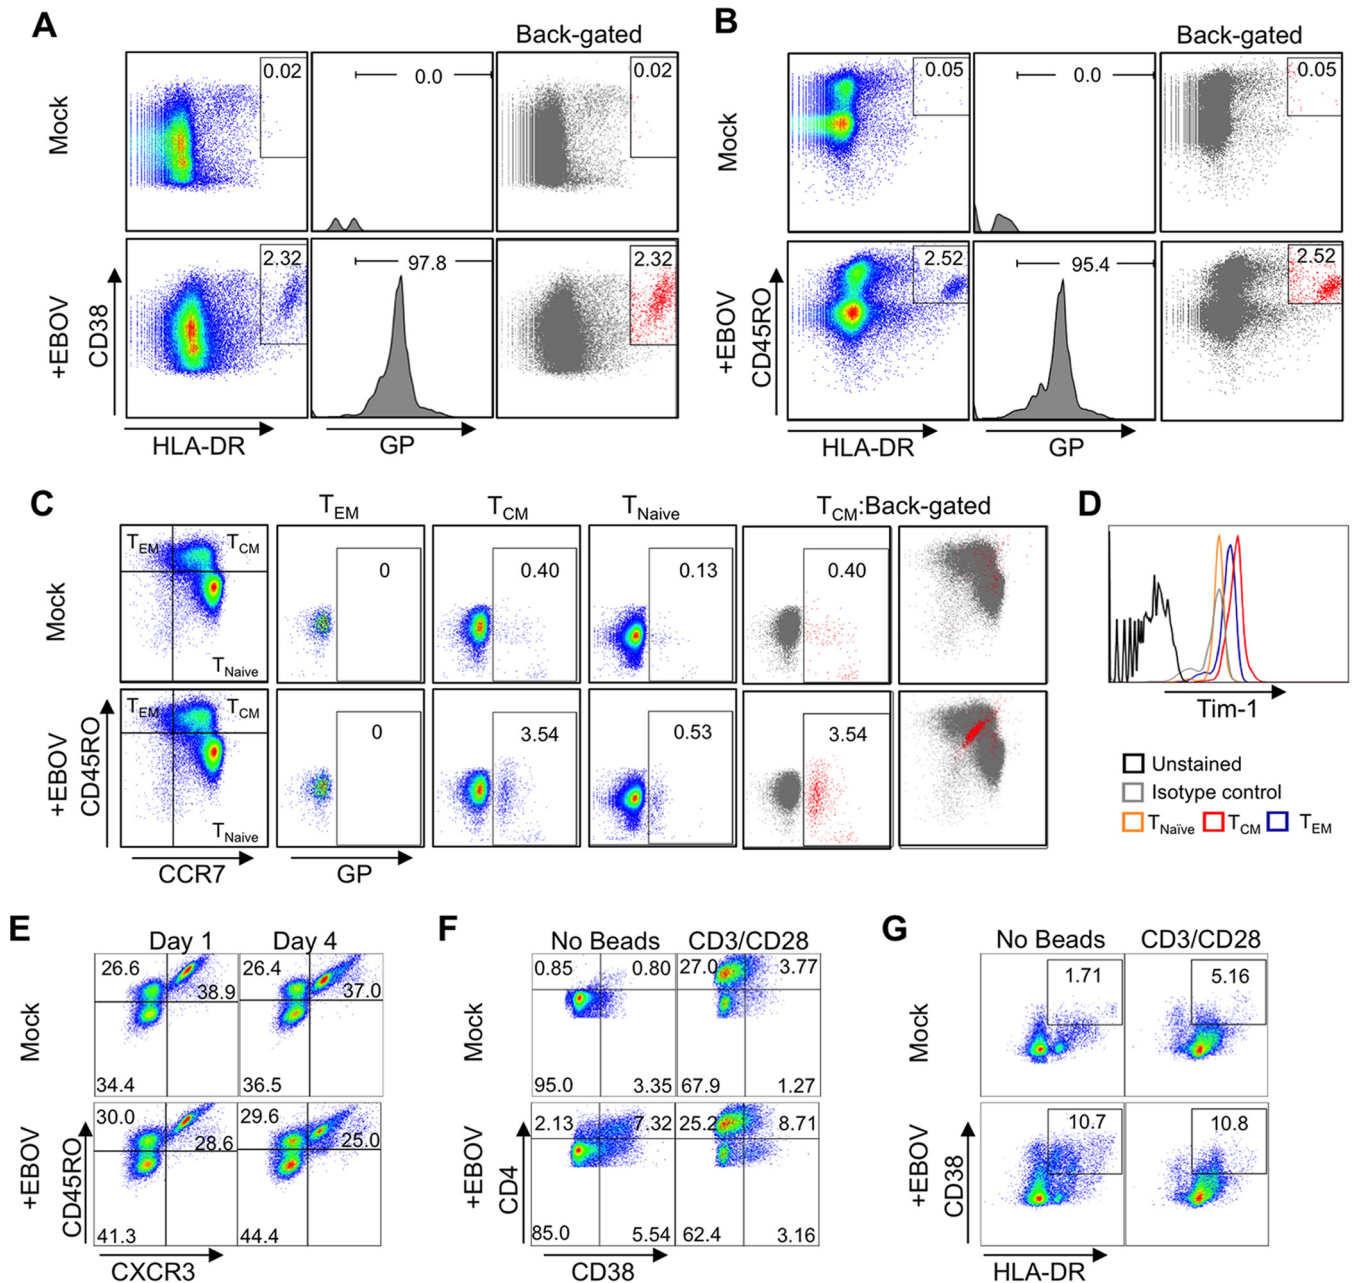 A
Back-gated
Mock
0.02
0.0
0.02
+EBOV
CD38
2.32
97.8
2.32
HLA-DR
GP
B
Back-gated
Mock
0.05
0.0
0.05
+EBOV
CD45RO
2.52
95.4
2.52
HLA-DR
GP
C
TEM
TCM
TNaive
TCM:Back-gated
Mock
TEM
TCM
TNaive
0
0.40
0.13
0.40
+EBOV
CD45RO
TEM
TCM
TNaive
0
3.54
0.53
3.54
CCR7
GP
D
Tim-1
Unstained
Isotype control
TNaïve TCM TEM
E
Day 1
Day 4
Mock
26.6
38.9
34.4
26.4
37.0
36.5
+EBOV
CD45RO
30.0
28.6
41.3
29.6
25.0
44.4
CXCR3
F
No Beads
CD3/CD28
Mock
0.85
0.80
95.0
3.35
27.0
3.77
67.9
1.27
+EBOV
CD4
2.13
7.32
85.0
5.54
25.2
8.71
62.4
3.16
CD38
G
No Beads
CD3/CD28
Mock
1.71
5.16
+EBOV
CD38
10.7
10.8
HLA-DR